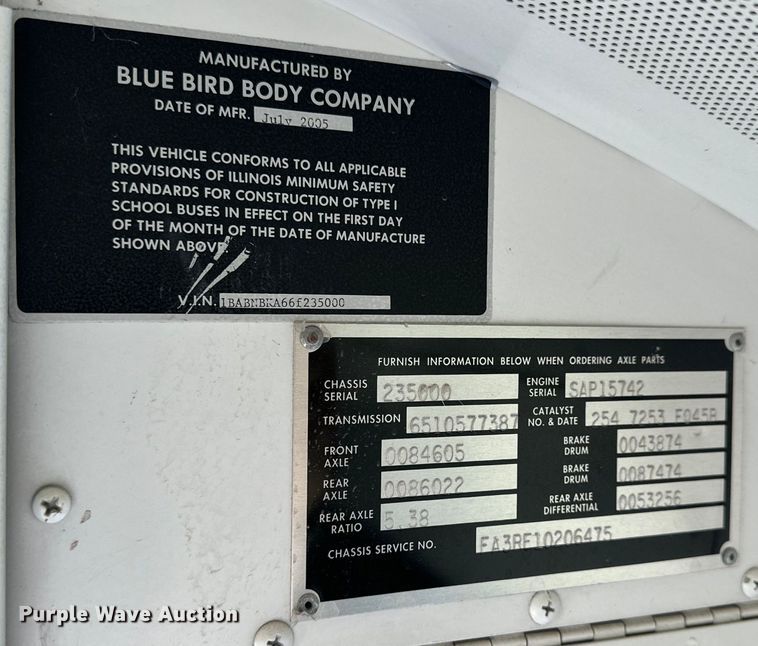 MANUFACTURED BY
BLUE BIRD BODY COMPANY
DATE OF MFR. July 2005
THIS VEHICLE CONFORMS TO ALL APPLICABLE
PROVISIONS OF ILLINOIS MINIMUM SAFETY
STANDARDS FOR CONSTRUCTION OF TYPE I
SCHOOL BUSES IN EFFECT ON THE FIRST DAY
OF THE MONTH OF THE DATE OF MANUFACTURE
SHOWN ABOVE.
V.I.N. 1BABNBKA66f235000
FURNISH INFORMATION BELOW WHEN ORDERING AXLE PARTS
CHASSIS SERIAL 235000
ENGINE SERIAL SAP15742
TRANSMISSION 6510577387
CATALYST NO. & DATE 254 7253 E045B
FRONT AXLE 0084605
BRAKE DRUM 0043874
REAR AXLE 0086022
BRAKE DRUM 0087474
REAR AXLE RATIO 5.38
REAR AXLE DIFFERENTIAL 0053256
CHASSIS SERVICE NO. FA3RE10206475
Purple Wave Auction